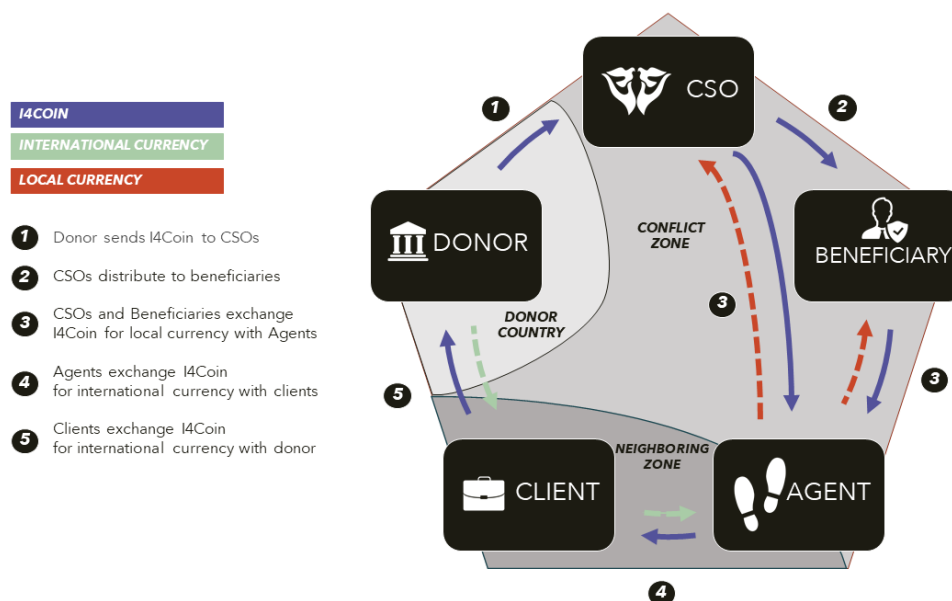 I4COIN
INTERNATIONAL CURRENCY
LOCAL CURRENCY
1 Donor sends I4Coin to CSOs
2 CSOs distribute to beneficiaries
3 CSOs and Beneficiaries exchange
I4Coin for local currency with Agents
4 Agents exchange I4Coin
for international currency with clients
5 Clients exchange I4Coin
for international currency with donor
CSO
1
2
DONOR
BENEFICIARY
CONFLICT
ZONE
DONOR
COUNTRY
3
3
5
NEIGHBORING
ZONE
CLIENT
AGENT
4